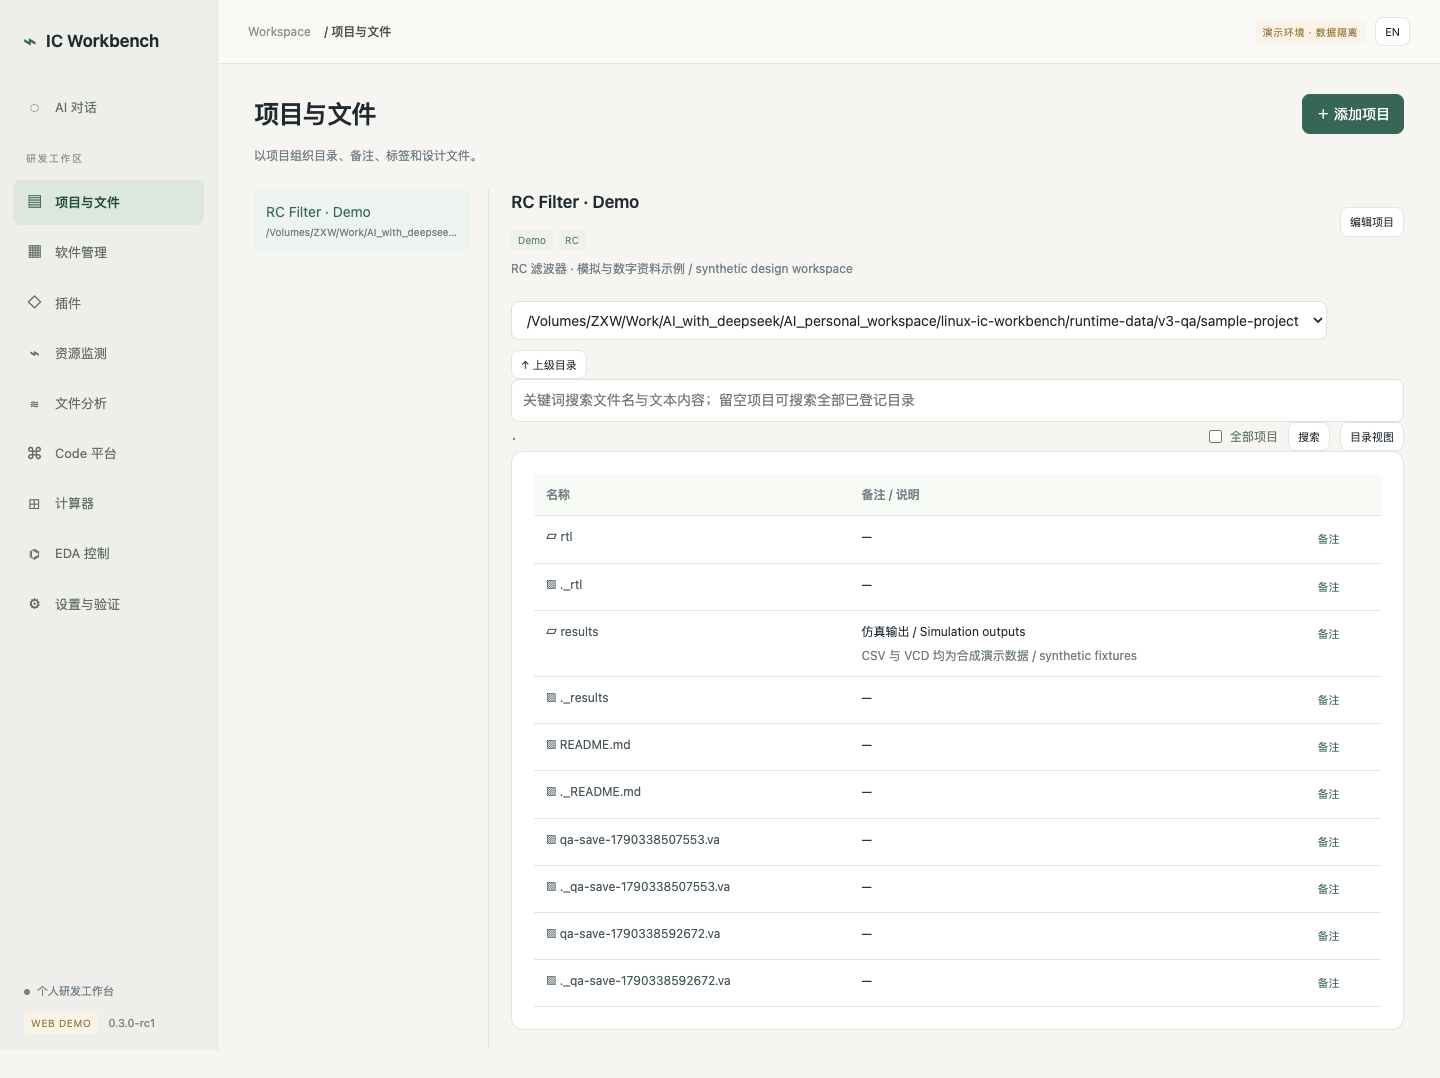 IC Workbench
Workspace / 项目与文件
演示环境 · 数据隔离
EN
AI 对话
研发工作区
项目与文件
软件管理
插件
资源监测
文件分析
Code 平台
计算器
EDA 控制
设置与验证
个人研发工作台
WEB DEMO 0.3.0-rc1
项目与文件
+ 添加项目
以项目组织目录、备注、标签和设计文件。
RC Filter · Demo
/Volumes/ZXW/Work/AI_with_deepsee...
RC Filter · Demo
编辑项目
Demo RC
RC 滤波器 · 模拟与数字资料示例 / synthetic design workspace
/Volumes/ZXW/Work/AI_with_deepseek/AI_personal_workspace/linux-ic-workbench/runtime-data/v3-qa/sample-project
↑ 上级目录
关键词搜索文件名与文本内容；留空项目可搜索全部已登记目录
. 全部项目 搜索 目录视图
名称 备注 / 说明
rtl — 备注
._rtl — 备注
results 仿真输出 / Simulation outputs 备注
CSV 与 VCD 均为合成演示数据 / synthetic fixtures
._results — 备注
README.md — 备注
._README.md — 备注
qa-save-1790338507553.va — 备注
._qa-save-1790338507553.va — 备注
qa-save-1790338592672.va — 备注
._qa-save-1790338592672.va — 备注